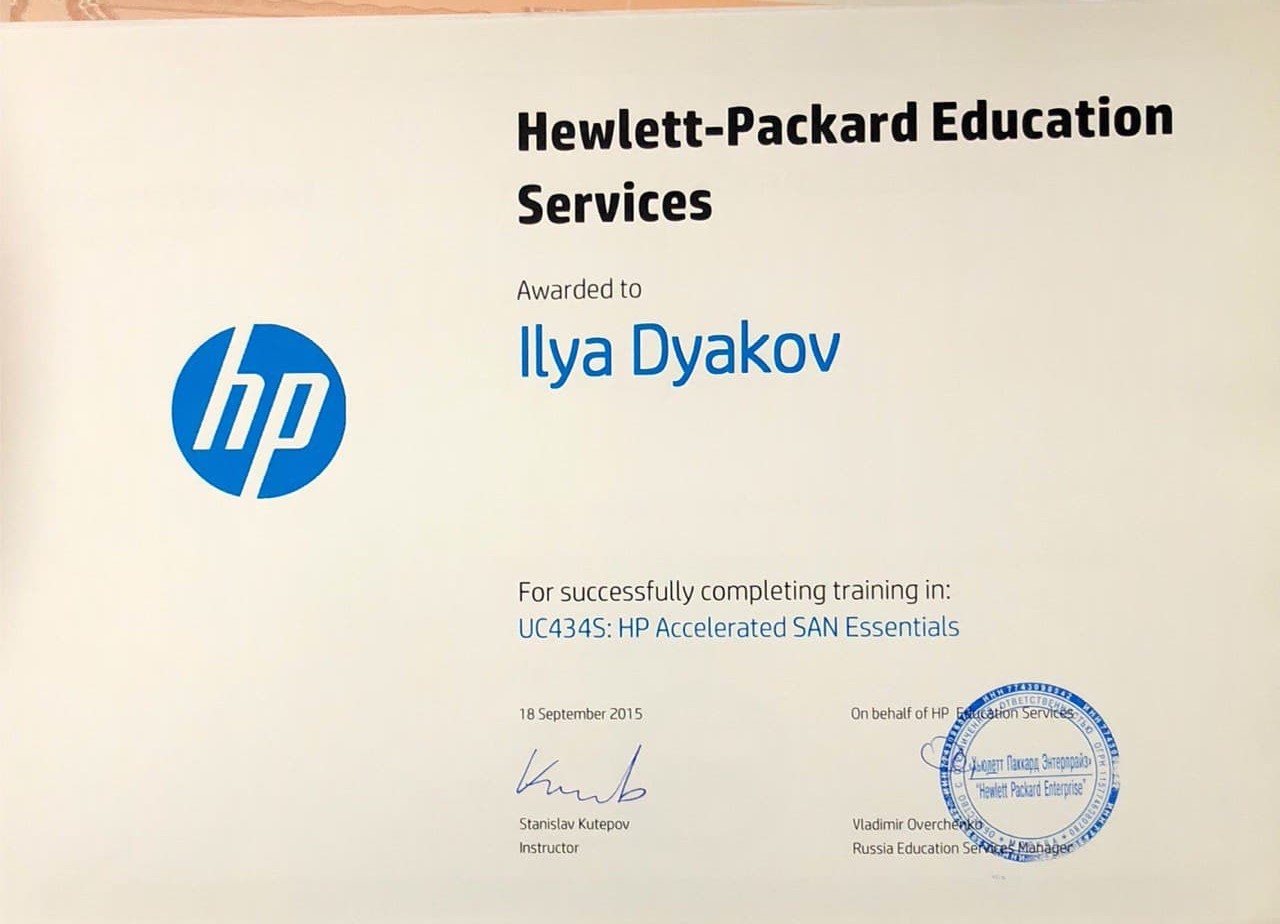 Hewlett-Packard Education
Services
Awarded to
Ilya Dyakov
hp
For successfully completing training in:
UC434S: HP Accelerated SAN Essentials
18 September 2015
On behalf of HP Education Services
Stanislav Kutepov
Instructor
Vladimir Overchenko
Russia Education Services Manager
«Хьюлетт Паккард Энтерпрайз»
"Hewlett Packard Enterprise"